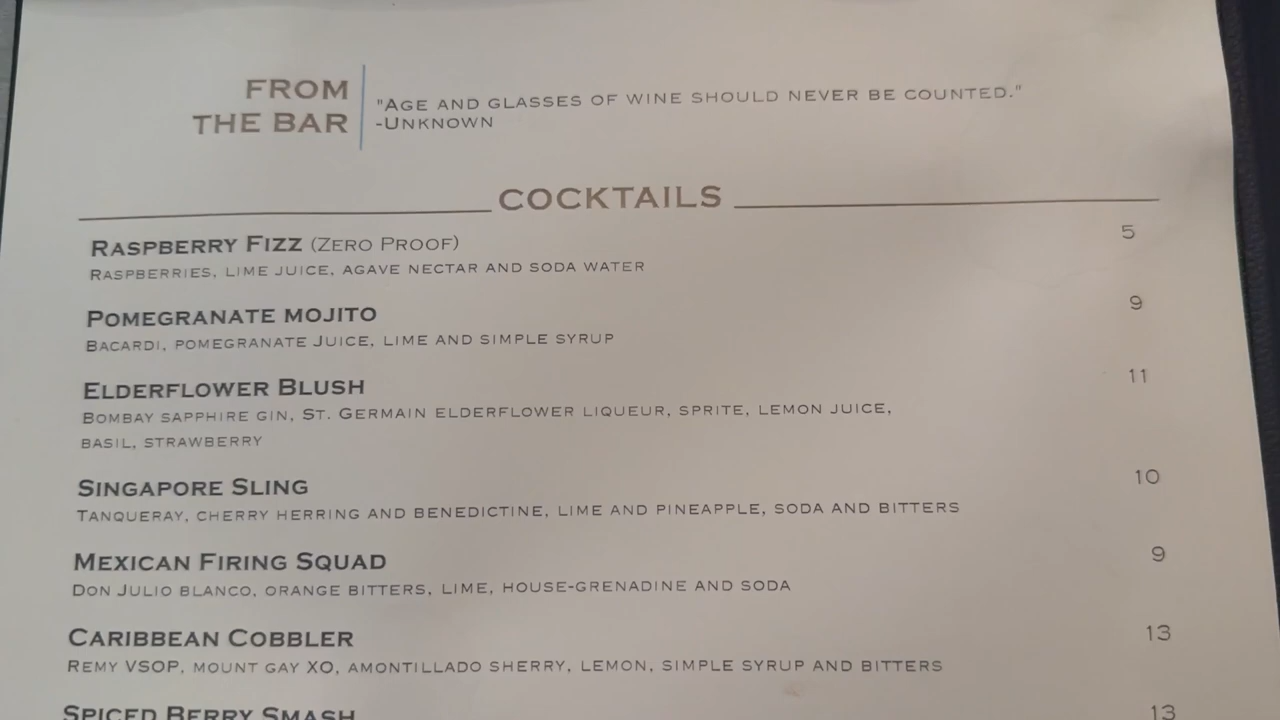 FROM
THE BAR
"AGE AND GLASSES OF WINE SHOULD NEVER BE COUNTED."
-UNKNOWN
COCKTAILS
RASPBERRY FIZZ (ZERO PROOF) 5
RASPBERRIES, LIME JUICE, AGAVE NECTAR AND SODA WATER
POMEGRANATE MOJITO 9
BACARDI, POMEGRANATE JUICE, LIME AND SIMPLE SYRUP
ELDERFLOWER BLUSH 11
BOMBAY SAPPHIRE GIN, ST. GERMAIN ELDERFLOWER LIQUEUR, SPRITE, LEMON JUICE,
BASIL, STRAWBERRY
SINGAPORE SLING 10
TANQUERAY, CHERRY HERRING AND BENEDICTINE, LIME AND PINEAPPLE, SODA AND BITTERS
MEXICAN FIRING SQUAD 9
DON JULIO BLANCO, ORANGE BITTERS, LIME, HOUSE-GRENADINE AND SODA
CARIBBEAN COBBLER 13
REMY VSOP, MOUNT GAY XO, AMONTILLADO SHERRY, LEMON, SIMPLE SYRUP AND BITTERS
SPICED BERRY SMASH 13